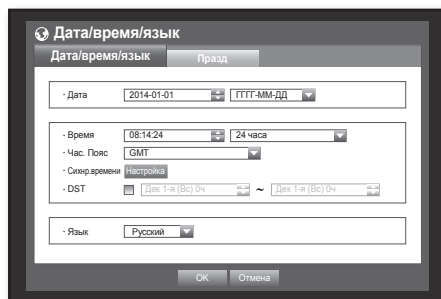 Дата/время/язык
Дата/время/язык Празд
· Дата 2014-01-01 ГГГГ-ММ-ДД
· Время 08:14:24 24 часа
· Час. Пояс GMT
· Сихнр.времени Настройка
· DST Дек 1-я (Вс) 0ч ~ Дек 1-я (Вс) 0ч
· Язык Русский
OK Отмена